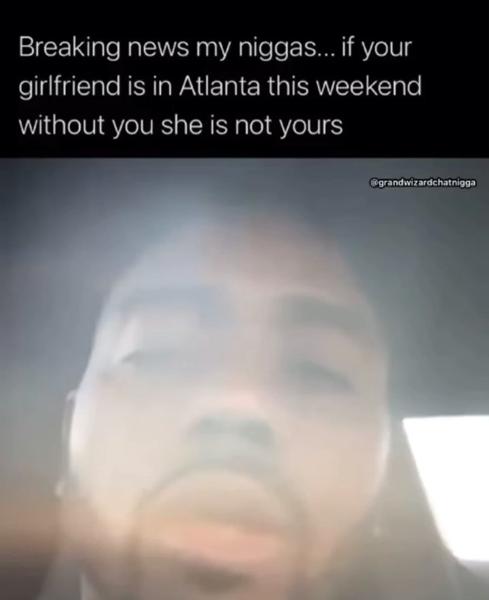 Breaking news my niggas... if your
girlfriend is in Atlanta this weekend
without you she is not yours
@grandwizardchatnigga